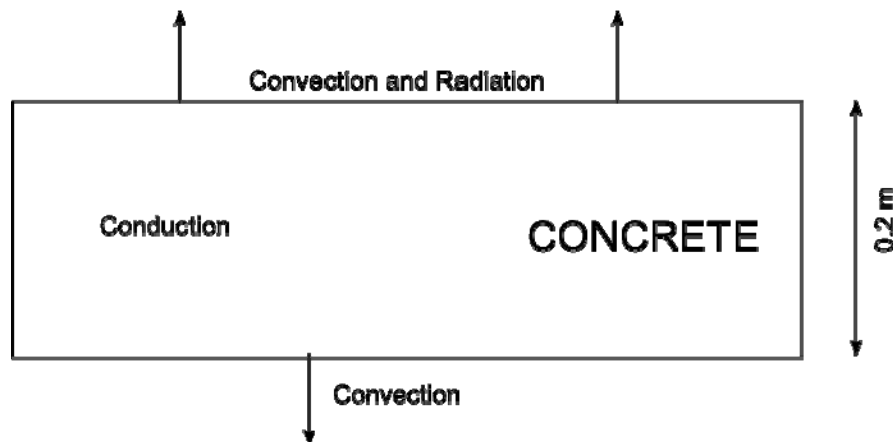 Convection and Radiation
Conduction
CONCRETE
0.2 m
Convection